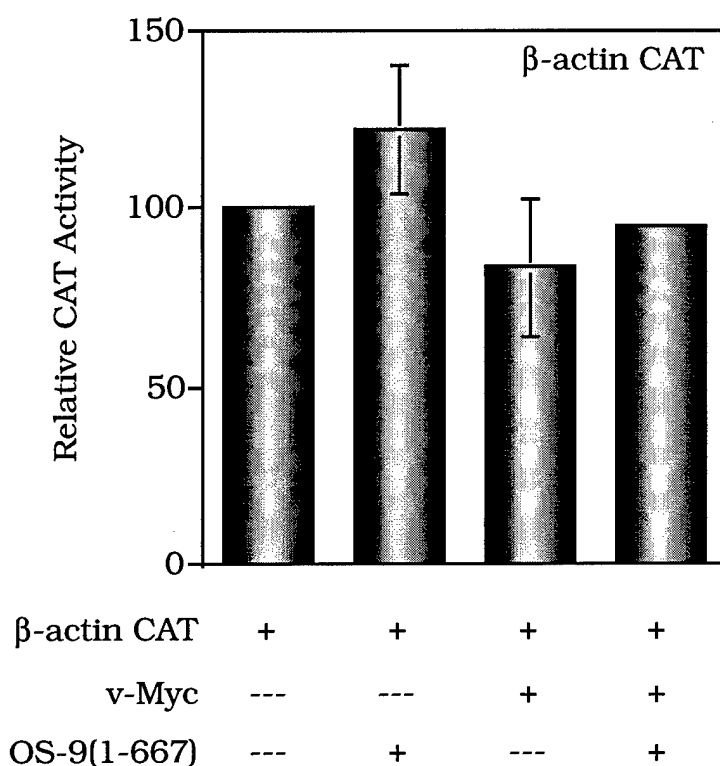 150
β-actin CAT
100
50
0
Relative CAT Activity
β-actin CAT + + + +
v-Myc --- --- + +
OS-9(1-667) --- + --- +